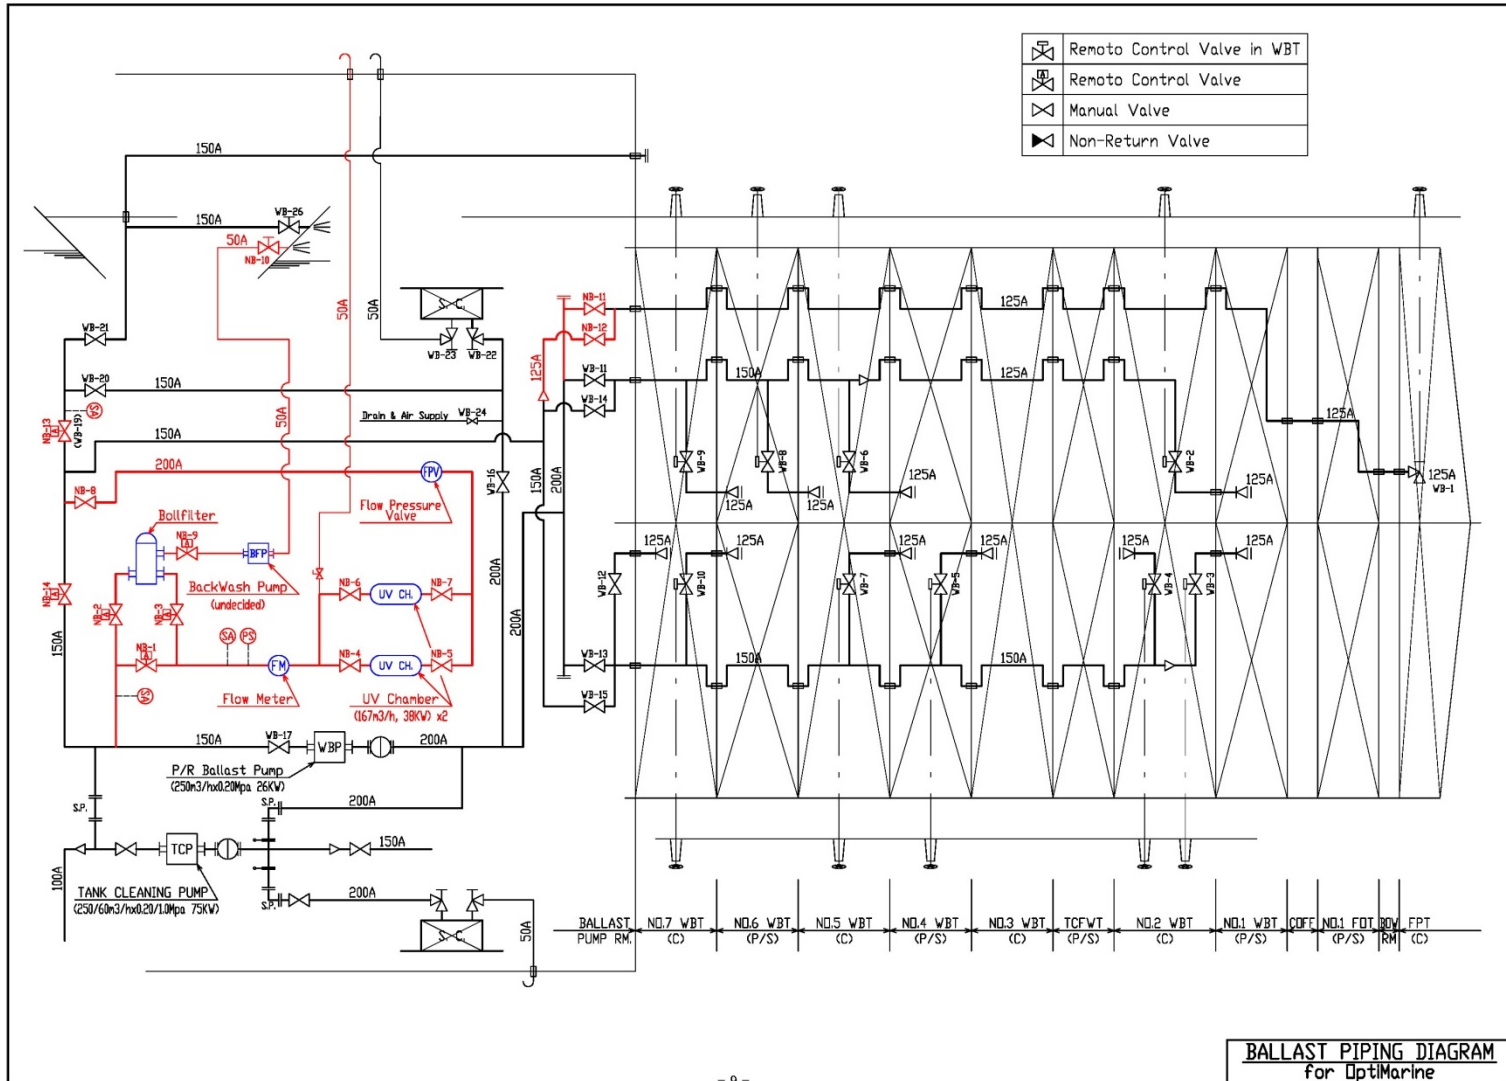 Remoto Control Valve in WBT
A
Remoto Control Valve
Manual Valve
Non-Return Valve
150A
WB-26
150A
50A
NB-10
50A
50A
S. C.
WB-23
WB-22
WB-21
WB-20
150A
SA
NB-13
A
(WB-19)
50A
Drain & Air Supply
WB-24
150A
200A
FPV
WB-16
NB-8
Flow Pressure
Valve
Bollfilter
NB-9
A
BFP
BackWash Pump
(undecided)
NB-14
A
NB-2
A
NB-3
A
NB-6
UV CH.
NB-7
200A
200A
150A
NB-1
A
SA
PS
FM
NB-4
UV CH.
NB-5
SA
Flow Meter
UV Chamber
(167m3/h, 38KW) x2
150A
WB-17
WBP
200A
P/R Ballast Pump
(250m3/hx0.20Mpa 26KW)
S.P.
S.P.
200A
TCP
150A
100A
TANK CLEANING PUMP
(250/60m3/hx0.20/1.0Mpa 75KW)
S.P.
200A
S. C.
50A
NB-11
NB-12
125A
WB-11
WB-14
150A
200A
WB-13
WB-15
125A
150A
125A
125A
WB-9
WB-8
WB-6
WB-2
125A
125A
125A
125A
125A
WB-1
125A
125A
125A
125A
125A
125A
WB-12
WB-10
WB-7
WB-5
WB-4
WB-3
150A
150A
BALLAST
PUMP RM.
NO.7 WBT
(C)
NO.6 WBT
(P/S)
NO.5 WBT
(C)
NO.4 WBT
(P/S)
NO.3 WBT
(C)
TCFWT
(P/S)
NO.2 WBT
(C)
NO.1 WBT
(P/S)
COFF
NO.1 FOT
(P/S)
BOW
RM
FPT
(C)
BALLAST PIPING DIAGRAM
for OptiMarine
- 9 -